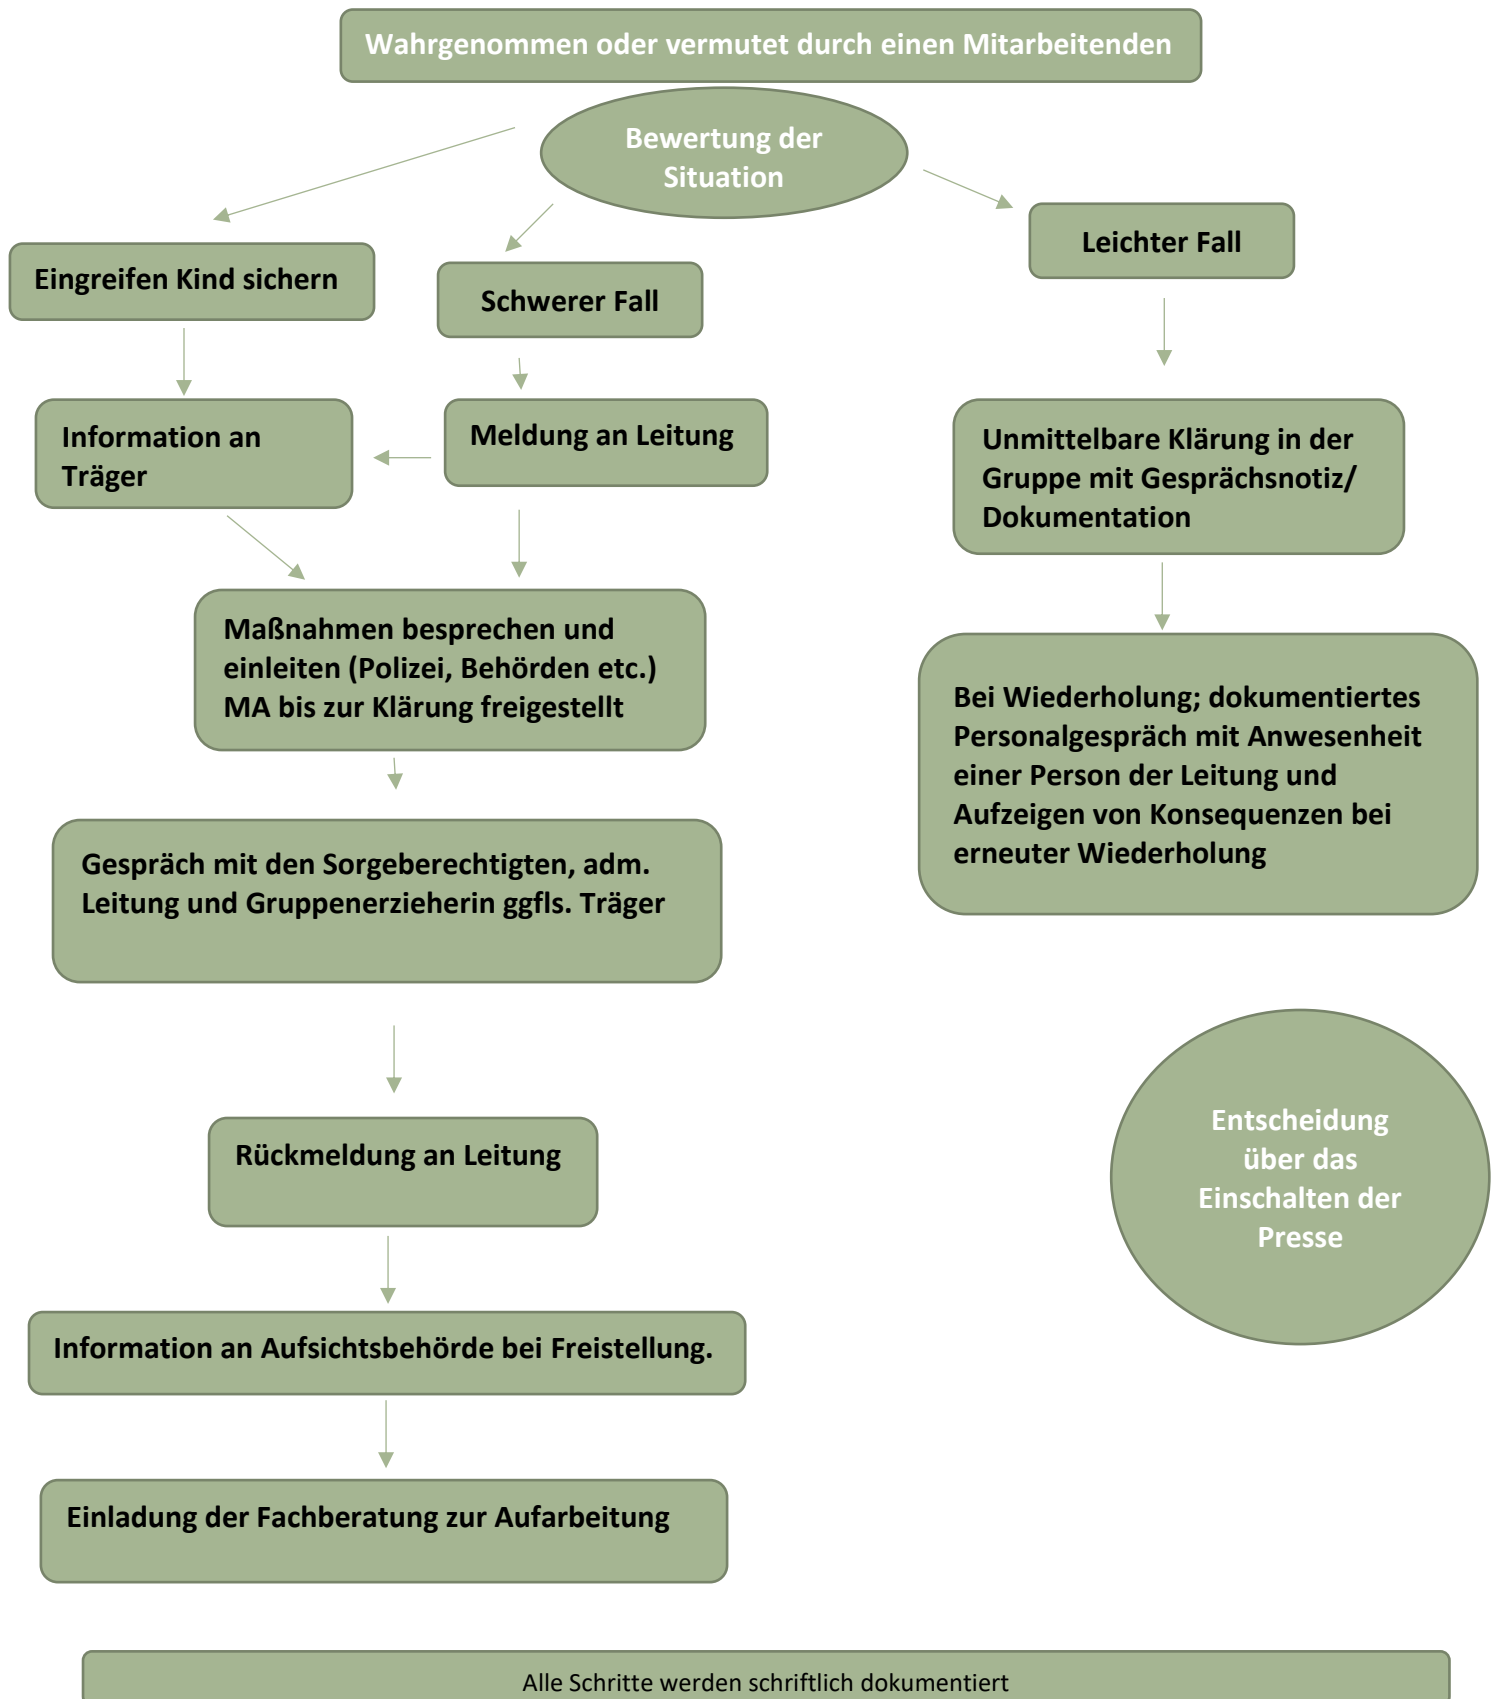 Wahrgenommen oder vermutet durch einen Mitarbeitenden
Bewertung der
Situation
Eingreifen Kind sichern
Schwerer Fall
Leichter Fall
Information an
Träger
Meldung an Leitung
Unmittelbare Klärung in der
Gruppe mit Gesprächsnotiz/
Dokumentation
Maßnahmen besprechen und
einleiten (Polizei, Behörden etc.)
MA bis zur Klärung freigestellt
Bei Wiederholung; dokumentiertes
Personalgespräch mit Anwesenheit
einer Person der Leitung und
Aufzeigen von Konsequenzen bei
erneuter Wiederholung
Gespräch mit den Sorgeberechtigten, adm.
Leitung und Gruppenerzieherin ggfls. Träger
Rückmeldung an Leitung
Entscheidung
über das
Einschalten der
Presse
Information an Aufsichtsbehörde bei Freistellung.
Einladung der Fachberatung zur Aufarbeitung
Alle Schritte werden schriftlich dokumentiert